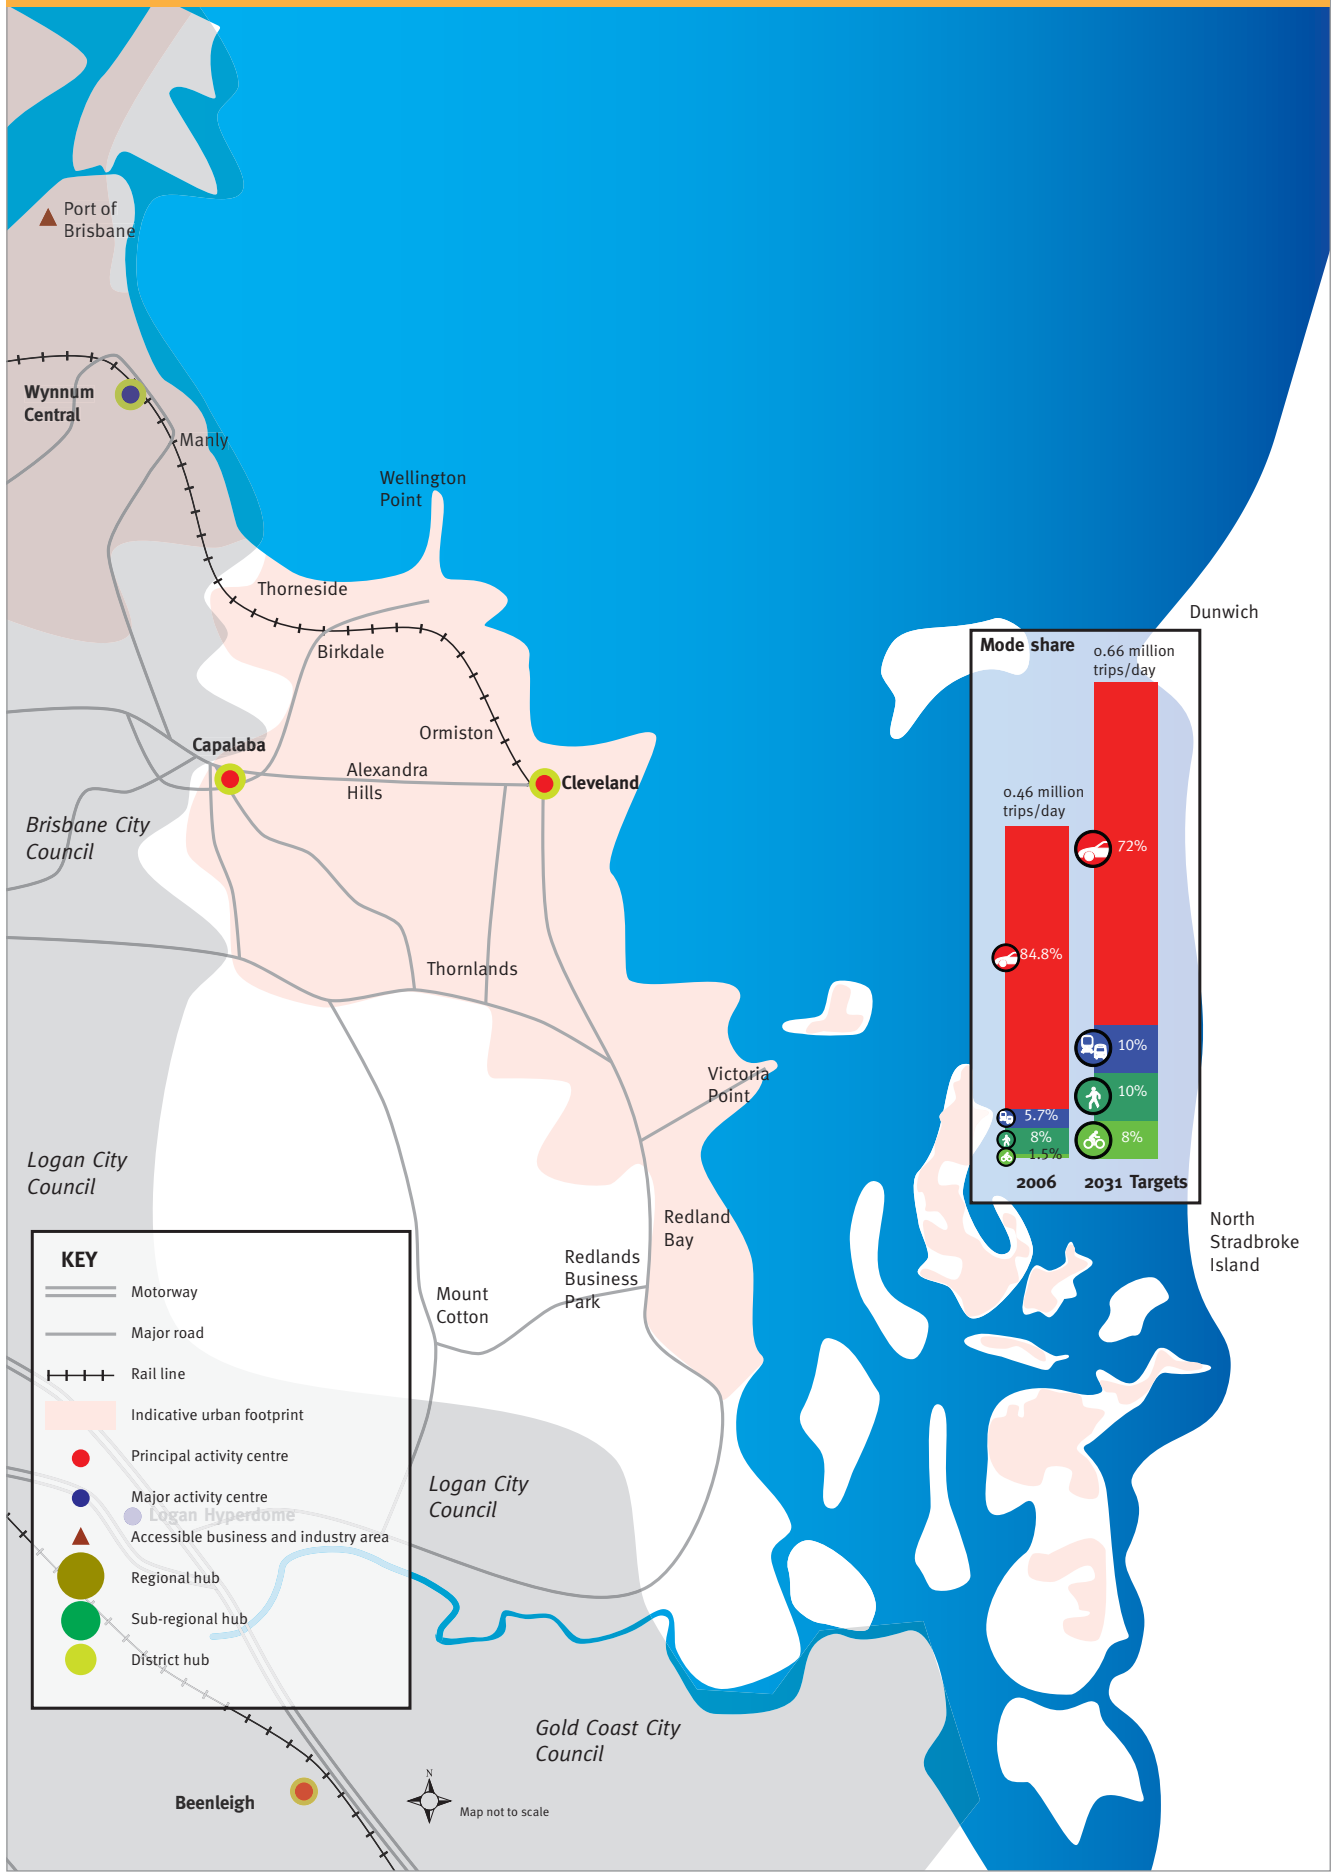 Port of
Brisbane
Wynnum
Central
Manly
Wellington
Point
Thorneside
Birkdale
Dunwich
Mode share
0.66 million
trips/day
Ormiston
Capalaba
Alexandra
Hills
Cleveland
0.46 million
trips/day
Brisbane City
Council
72%
84.8%
Thornlands
10%
Victoria
Point
10%
5.7%
8%
8%
1.5%
2006
2031 Targets
Logan City
Council
Redland
Bay
North
Stradbroke
Island
Redlands
Business
Park
Mount
Cotton
KEY
Motorway
Major road
Rail line
Indicative urban footprint
Principal activity centre
Major activity centre
Logan Hyperdome
Accessible business and industry area
Regional hub
Sub-regional hub
District hub
Logan City
Council
Gold Coast City
Council
Beenleigh
N
Map not to scale